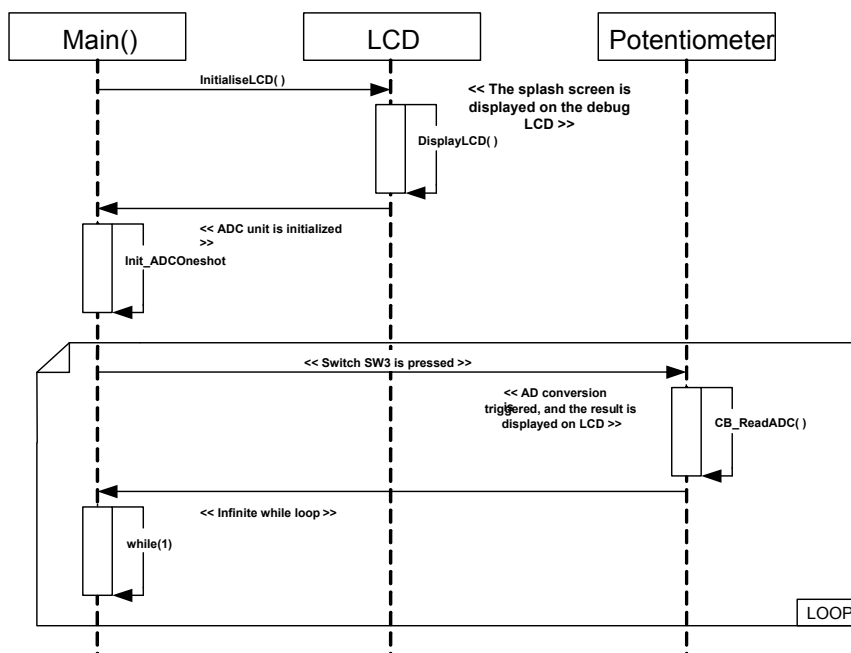 Main()
LCD
Potentiometer
InitialiseLCD( )
<< The splash screen is
displayed on the debug
LCD >>
DisplayLCD( )
<< ADC unit is initialized
>>
Init_ADCOneshot
<< Switch SW3 is pressed >>
<< AD conversion
is
triggered, and the result is
displayed on LCD >>
CB_ReadADC( )
<< Infinite while loop >>
while(1)
LOOP